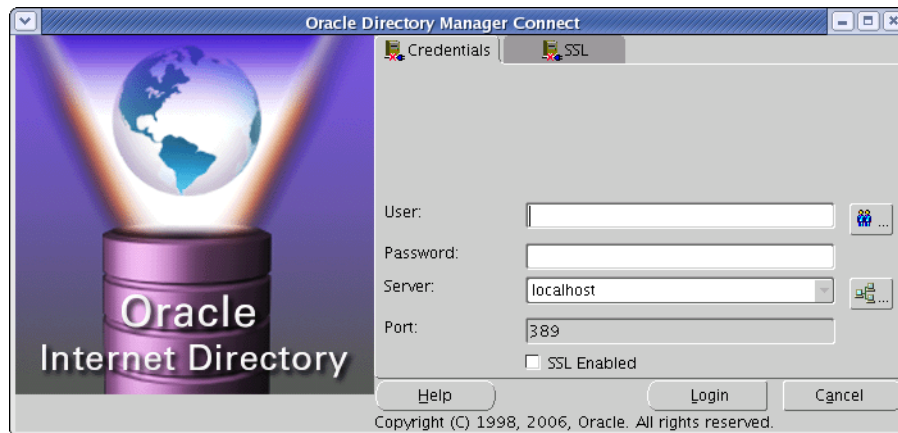 Oracle Directory Manager Connect
Credentials
SSL
Oracle
Internet Directory
User:
...
Password:
Server:
localhost
...
Port:
389
SSL Enabled
Help
Login
Cancel
Copyright (C) 1998, 2006, Oracle. All rights reserved.